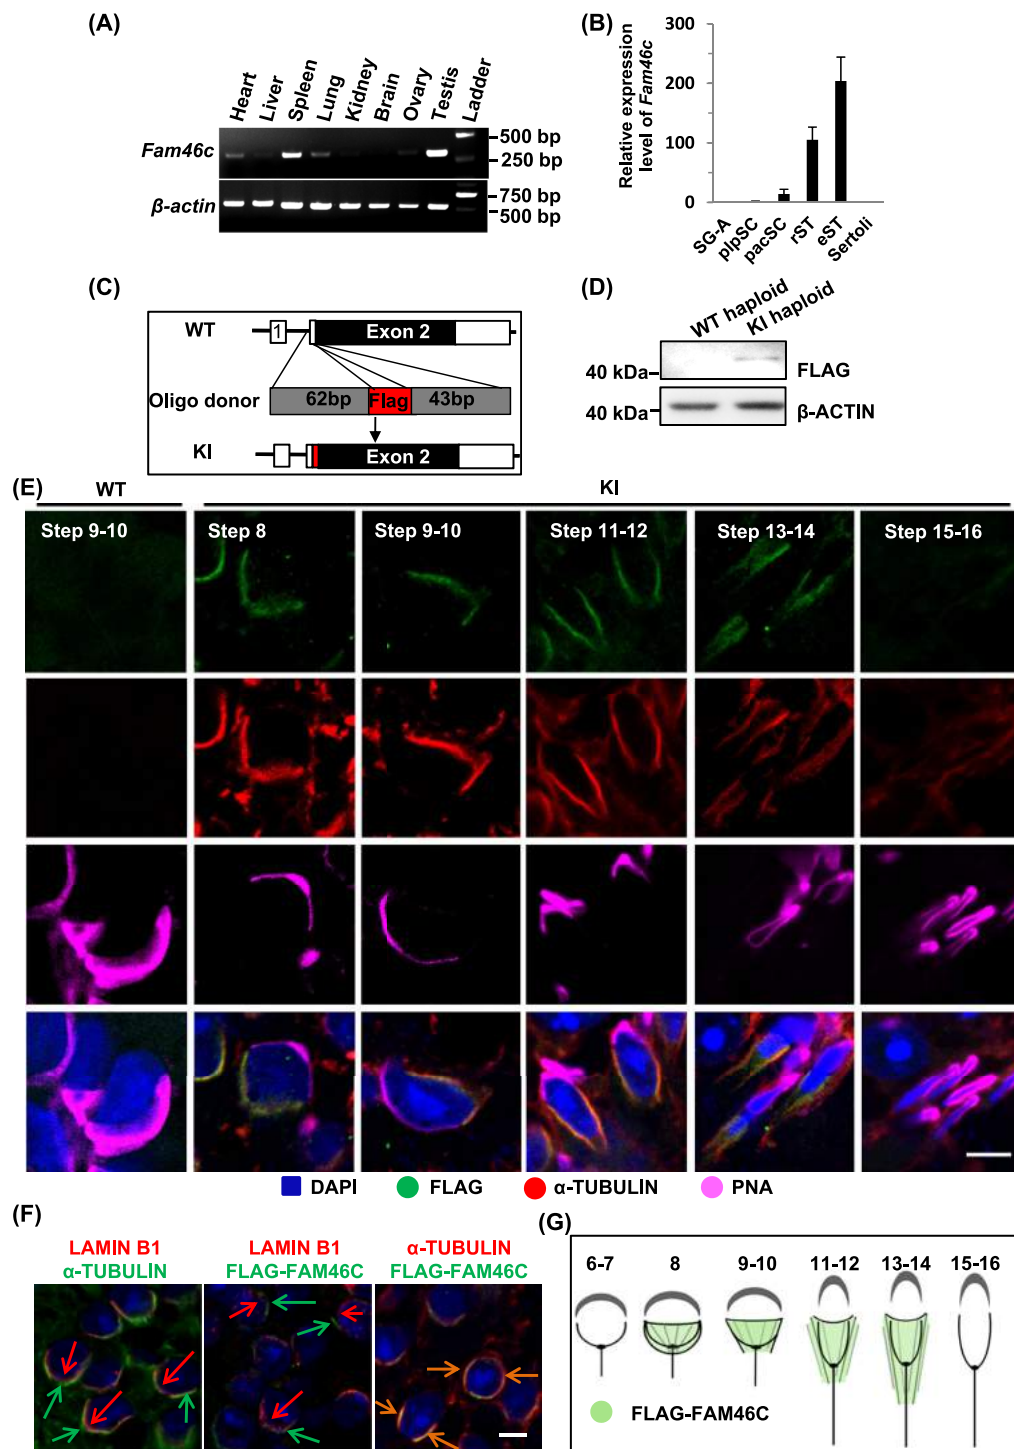 (A)
Heart
Liver
Spleen
Lung
Kidney
Brain
Ovary
Testis
Ladder
Fam46c
500 bp
250 bp
β-actin
750 bp
500 bp
(B)
Relative expression
level of Fam46c
300
200
100
0
SG-A
plpSC
pacSC
rST
eST
Sertoli
(C)
WT
1
Exon 2
Oligo donor
62bp
Flag
43bp
KI
Exon 2
(D)
WT haploid
KI haploid
40 kDa
FLAG
40 kDa
β-ACTIN
(E)
WT
KI
Step 9-10
Step 8
Step 9-10
Step 11-12
Step 13-14
Step 15-16
DAPI
FLAG
α-TUBULIN
PNA
(F)
LAMIN B1
α-TUBULIN
LAMIN B1
FLAG-FAM46C
α-TUBULIN
FLAG-FAM46C
(G)
6-7
8
9-10
11-12
13-14
15-16
FLAG-FAM46C